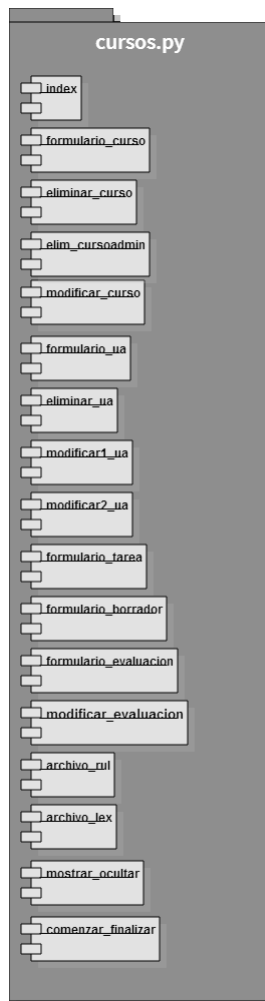 cursos.py
index
formulario_curso
eliminar_curso
elim_cursoadmin
modificar_curso
formulario_ua
eliminar_ua
modificar1_ua
modificar2_ua
formulario_tarea
formulario_borrador
formulario_evaluacion
modificar_evaluacion
archivo_rul
archivo_lex
mostrar_ocultar
comenzar_finalizar